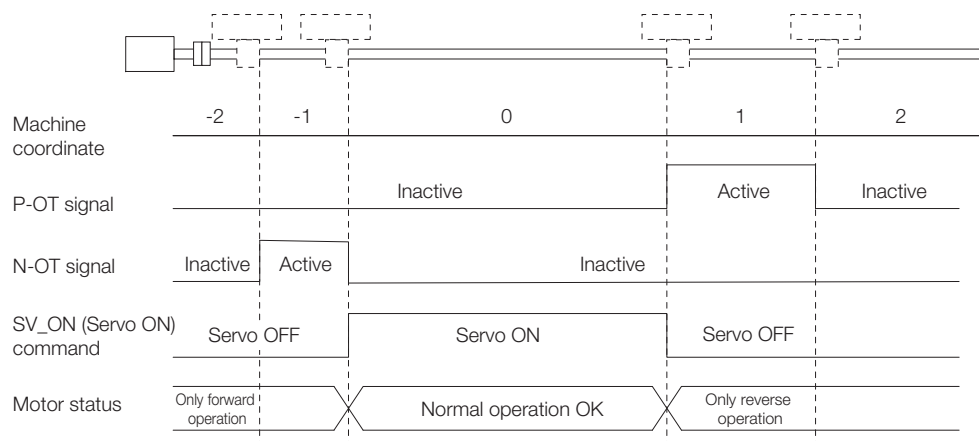 -2 -1 0 1 2
Machine
coordinate
Inactive Active Inactive
P-OT signal
Inactive Active Inactive
N-OT signal
SV_ON (Servo ON)
command
Servo OFF Servo ON Servo OFF
Motor status
Only forward
operation
Normal operation OK
Only reverse
operation